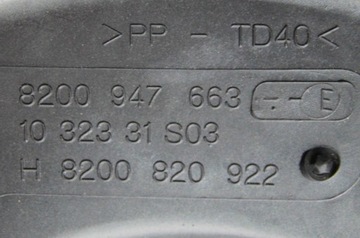 >PP - TD40<
8200 947 663 ÷-E
10 323 31 S03
H 8200 820 922